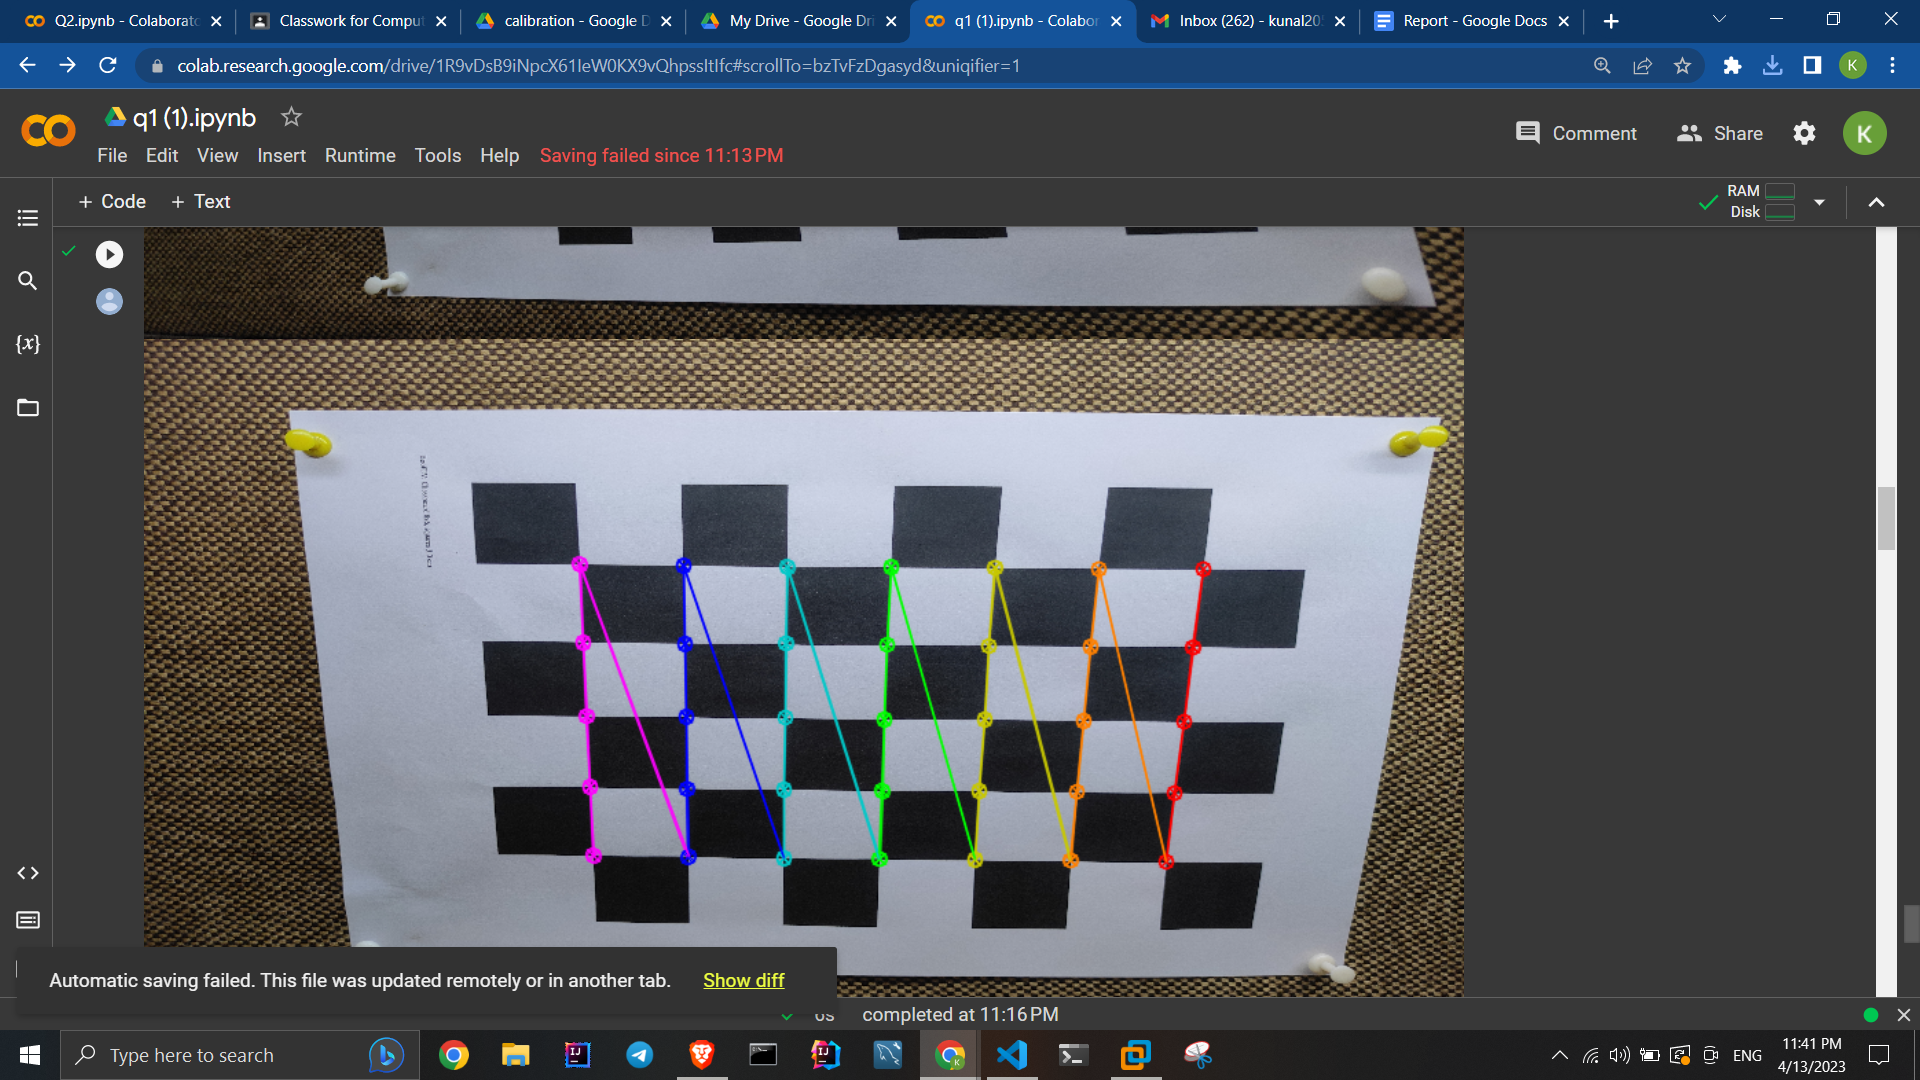 Q2.ipynb - Colaborato
Classwork for Comput
calibration - Google D
My Drive - Google Dri
q1 (1).ipynb - Colabor
Inbox (262) - kunal205
Report - Google Docs
colab.research.google.com/drive/1R9vDsB9iNpcX61IeW0KX9vQhpssItIfc#scrollTo=bzTvFzDgasyd&uniqifier=1
K
q1 (1).ipynb
Comment
Share
K
File Edit View Insert Runtime Tools Help Saving failed since 11:13 PM
+ Code + Text
RAM
Disk
{x}
Automatic saving failed. This file was updated remotely or in another tab. Show diff
0s completed at 11:16 PM
Type here to search
ENG
11:41 PM
4/13/2023